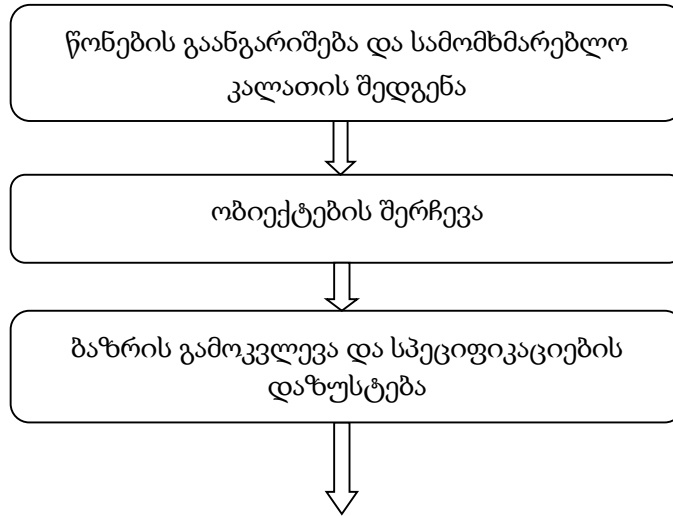 წონების გაანგარიშება და სამომხმარებლო
კალათის შედგენა
ობიექტების შერჩევა
ბაზრის გამოკვლევა და სპეციფიკაციების
დაზუსტება